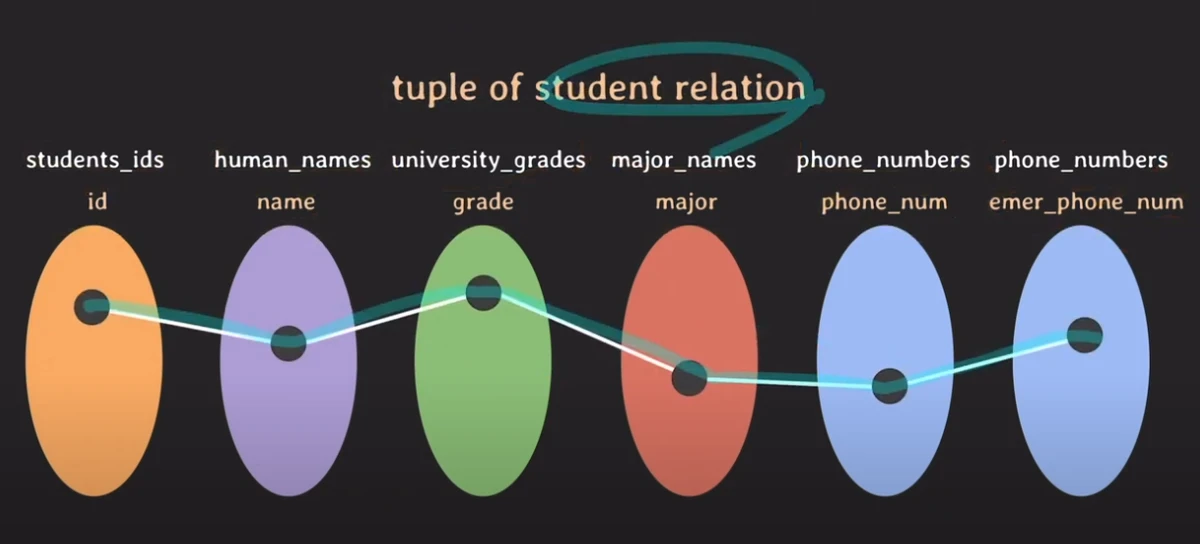 tuple of student relation
students_ids human_names university_grades major_names phone_numbers phone_numbers
id name grade major phone_num emer_phone_num